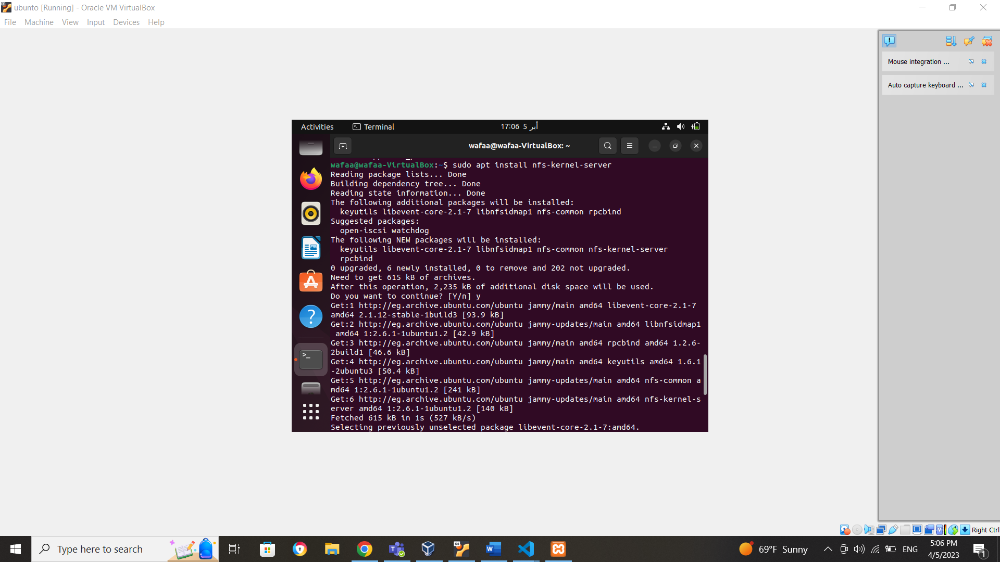 ubunto [Running] - Oracle VM VirtualBox
File Machine View Input Devices Help
Mouse integration ...
Auto capture keyboard ...
Activities Terminal 17:06 5 أبر
wafaa@wafaa-VirtualBox: ~
wafaa@wafaa-VirtualBox:~$ sudo apt install nfs-kernel-server
Reading package lists... Done
Building dependency tree... Done
Reading state information... Done
The following additional packages will be installed:
keyutils libevent-core-2.1-7 libnfsidmap1 nfs-common rpcbind
Suggested packages:
open-iscsi watchdog
The following NEW packages will be installed:
keyutils libevent-core-2.1-7 libnfsidmap1 nfs-common nfs-kernel-server
rpcbind
0 upgraded, 6 newly installed, 0 to remove and 202 not upgraded.
Need to get 615 kB of archives.
After this operation, 2,235 kB of additional disk space will be used.
Do you want to continue? [Y/n] y
Get:1 http://eg.archive.ubuntu.com/ubuntu jammy/main amd64 libevent-core-2.1-7
amd64 2.1.12-stable-1build3 [93.9 kB]
Get:2 http://eg.archive.ubuntu.com/ubuntu jammy-updates/main amd64 libnfsidmap1
amd64 1:2.6.1-1ubuntu1.2 [42.9 kB]
Get:3 http://eg.archive.ubuntu.com/ubuntu jammy/main amd64 rpcbind amd64 1.2.6-
2build1 [46.6 kB]
Get:4 http://eg.archive.ubuntu.com/ubuntu jammy/main amd64 keyutils amd64 1.6.1
-2ubuntu3 [50.4 kB]
Get:5 http://eg.archive.ubuntu.com/ubuntu jammy-updates/main amd64 nfs-common a
md64 1:2.6.1-1ubuntu1.2 [241 kB]
Get:6 http://eg.archive.ubuntu.com/ubuntu jammy-updates/main amd64 nfs-kernel-s
erver amd64 1:2.6.1-1ubuntu1.2 [140 kB]
Fetched 615 kB in 1s (527 kB/s)
Selecting previously unselected package libevent-core-2.1-7:amd64.
Right Ctrl
Type here to search
69°F Sunny
ENG
5:06 PM
4/5/2023
1